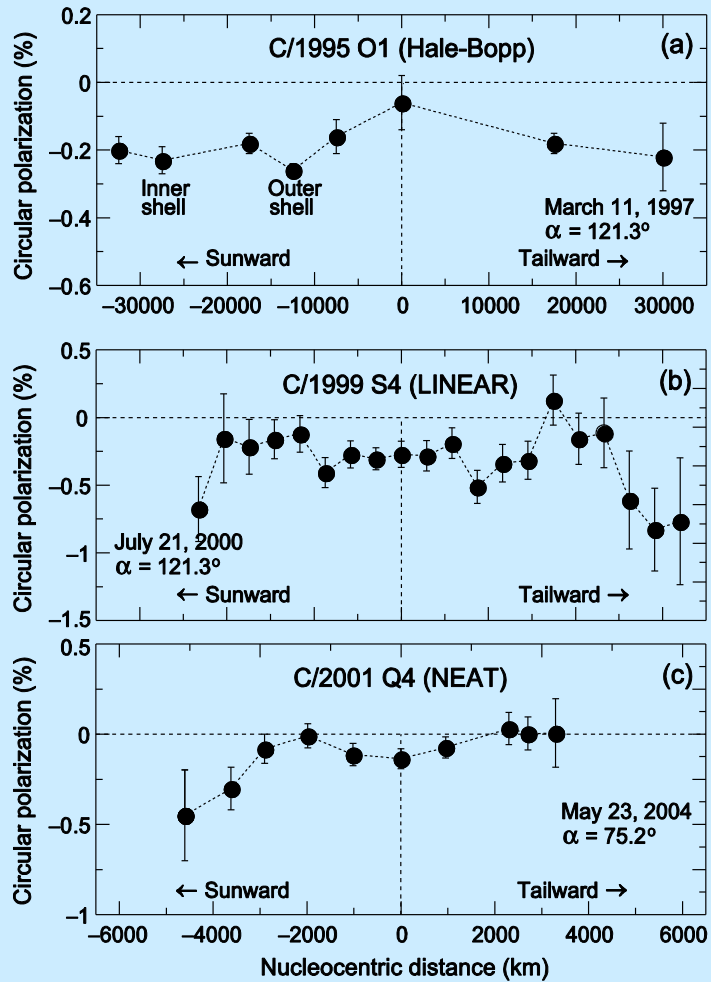 C/1995 O1 (Hale-Bopp)
(a)
Circular polarization (%)
0.2
0
−0.2
−0.4
−0.6
Inner
shell
Outer
shell
March 11, 1997
α = 121.3º
← Sunward
Tailward →
−30000
−20000
−10000
0
10000
20000
30000
C/1999 S4 (LINEAR)
(b)
Circular polarization (%)
0.5
0
−0.5
−1
−1.5
July 21, 2000
α = 121.3º
← Sunward
Tailward →
C/2001 Q4 (NEAT)
(c)
Circular polarization (%)
0.5
0
−0.5
−1
May 23, 2004
α = 75.2º
← Sunward
Tailward →
−6000
−4000
−2000
0
2000
4000
6000
Nucleocentric distance (km)